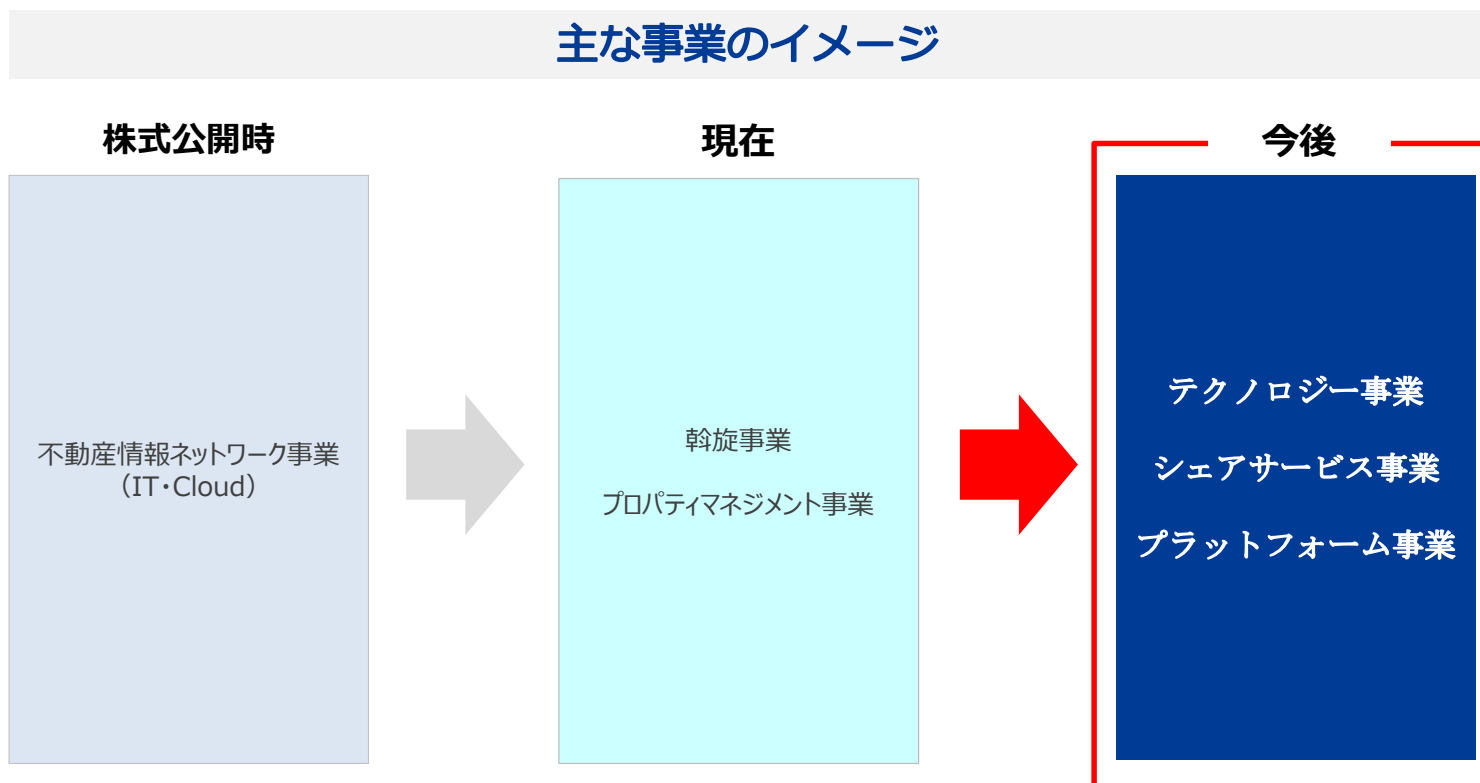 主な事業のイメージ
株式公開時
現在
今後
不動産情報ネットワーク事業
（IT・Cloud）
斡旋事業
プロパティマネジメント事業
テクノロジー事業
シェアサービス事業
プラットフォーム事業